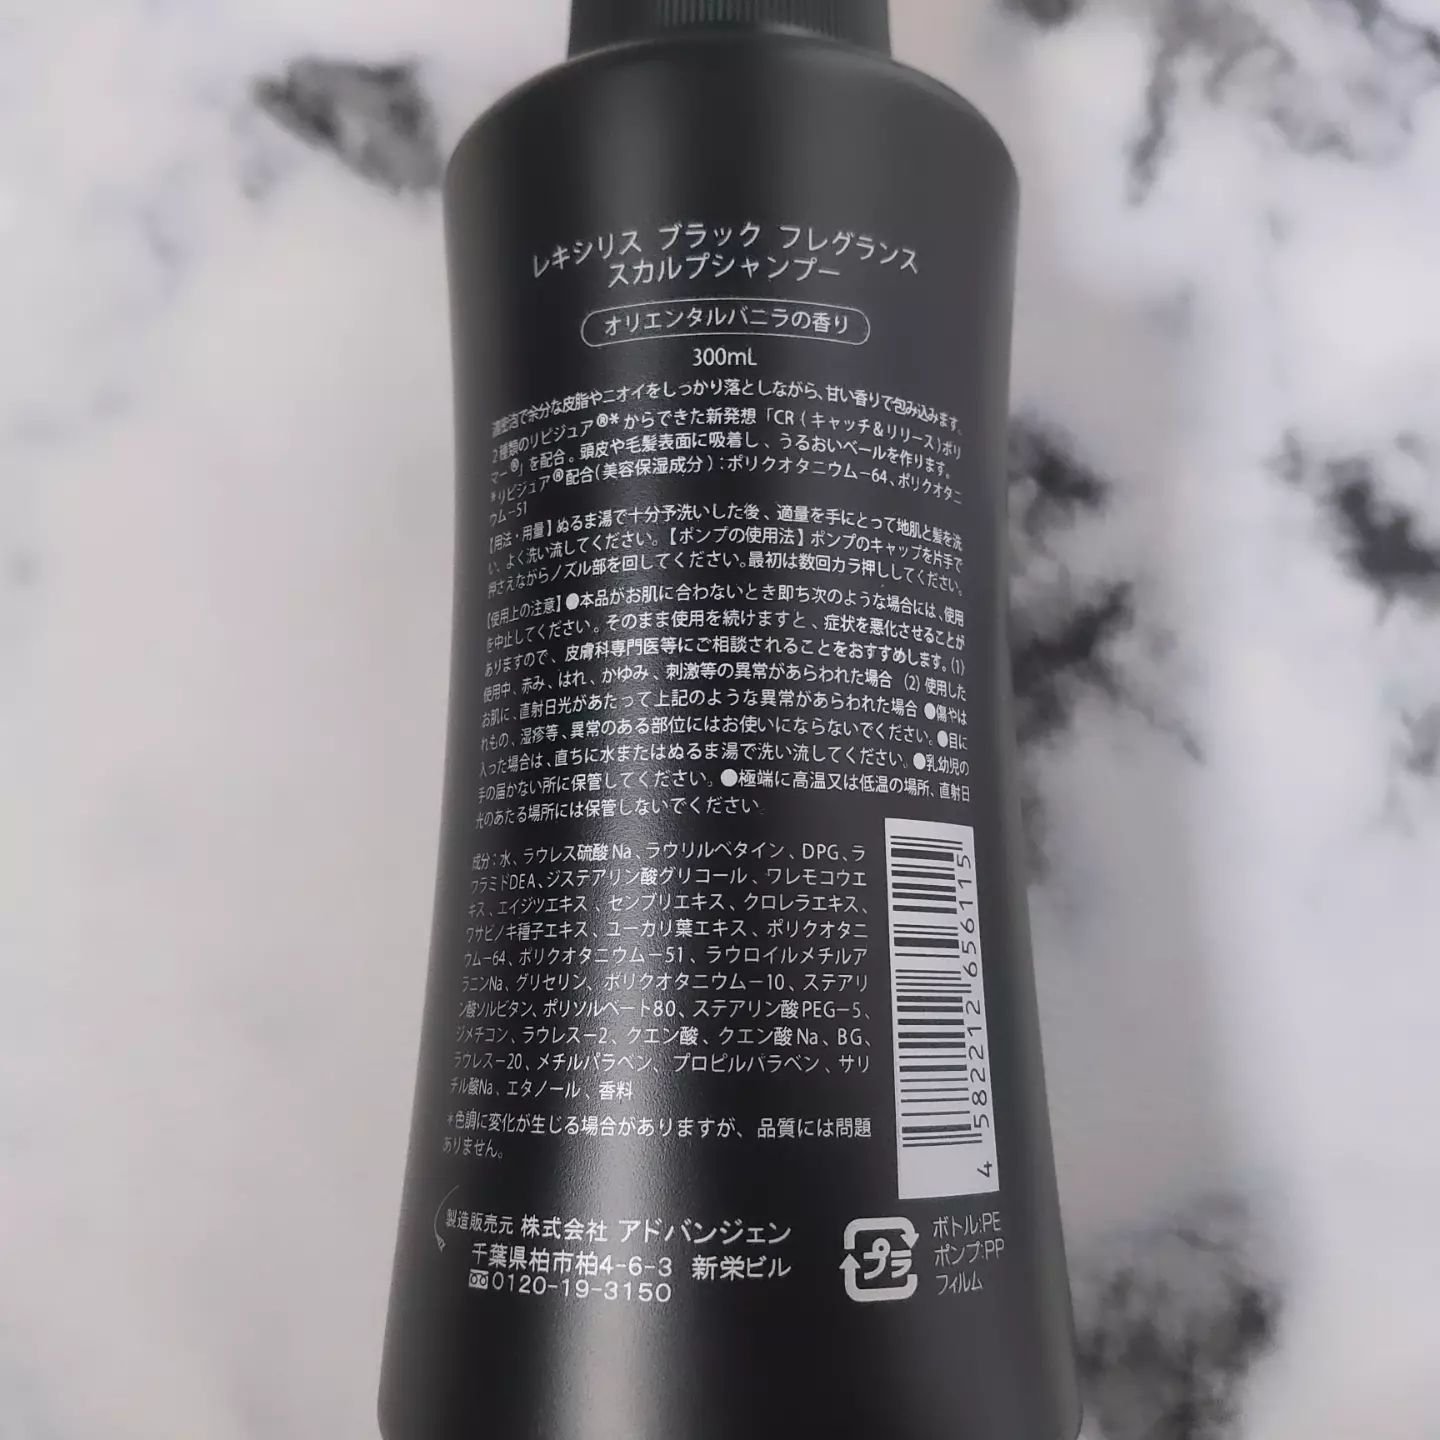 レキシリス ブラック フレグランス
スカルプシャンプー
オリエンタルバニラの香り
300mL
濃密泡で余分な皮脂やニオイをしっかり落としながら、甘い香りで包み込みます。
2種類のリピジュア®*からできた新発想「CR(キャッチ&リリース)ポリ
マー®」を配合。頭皮や毛髪表面に吸着し、うるおいベールを作ります。
*リピジュア®配合(美容保湿成分):ポリクオタニウム-64、ポリクオタニ
ウム-51
【用法・用量】ぬるま湯で十分予洗いした後、適量を手にとって地肌と髪を洗
い、よく洗い流してください。【ポンプの使用法】ポンプのキャップを片手で
押さえながらノズル部を回してください。最初は数回カラ押ししてください。
【使用上の注意】●本品がお肌に合わないとき即ち次のような場合には、使用
を中止してください。そのまま使用を続けますと、症状を悪化させることが
ありますので、皮膚科専門医等にご相談されることをおすすめします。(1)
使用中、赤み、はれ、かゆみ、刺激等の異常があらわれた場合 (2)使用した
お肌に、直射日光があたって上記のような異常があらわれた場合 ●傷やは
れもの、湿疹等、異常のある部位にはお使いにならないでください。●目に
入った場合は、直ちに水またはぬるま湯で洗い流してください。●乳幼児の
手の届かない所に保管してください。●極端に高温又は低温の場所、直射日
光のあたる場所には保管しないでください。
成分:水、ラウレス硫酸Na、ラウリルベタイン、DPG、ラ
ウラミドDEA、ジステアリン酸グリコール、ワレモコウエ
キス、エイジツエキス、センブリエキス、クロレラエキス、
ワサビノキ種子エキス、ユーカリ葉エキス、ポリクオタニ
ウム-64、ポリクオタニウム-51、ラウロイルメチルア
ラニンNa、グリセリン、ポリクオタニウム-10、ステアリ
ン酸ソルビタン、ポリソルベート80、ステアリン酸PEG-5、
ジメチコン、ラウレス-2、クエン酸、クエン酸Na、BG、
ラウレス-20、メチルパラベン、プロピルパラベン、サリ
チル酸Na、エタノール、香料
*色調に変化が生じる場合がありますが、品質には問題
ありません。
4582212656115
製造販売元 株式会社 アドバンジェン
千葉県柏市柏4-6-3 新栄ビル
0120-19-3150
プラ
ボトル:PE
ポンプ:PP
フィルム